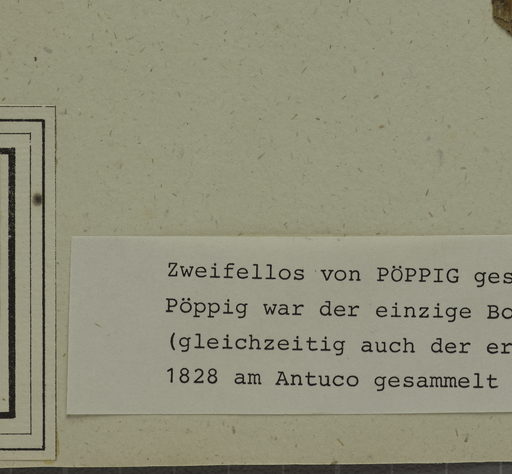 Zweifellos von PÖPPIG ges
Pöppig war der einzige Bo
(gleichzeitig auch der er
1828 am Antuco gesammelt